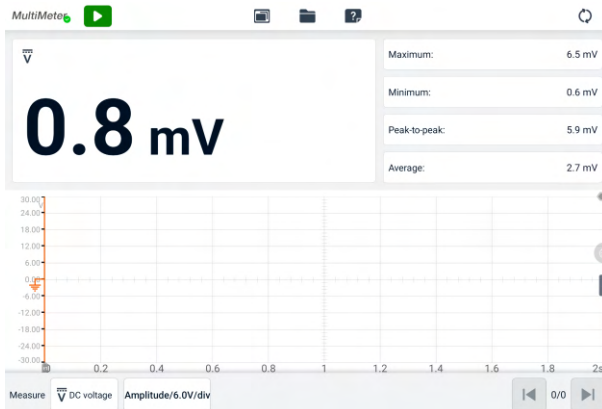 MultiMeter
V
Maximum: 6.5 mV
0.8 mV
Minimum: 0.6 mV
Peak-to-peak: 5.9 mV
Average: 2.7 mV
30.00
V
24.00
18.00
12.00
6.00
0.00
-6.00
-12.00
-18.00
-24.00
-30.00
0.2 0.4 0.6 0.8 1 1.2 1.4 1.6 1.8 2s
Measure V DC voltage Amplitude/6.0V/div 0/0